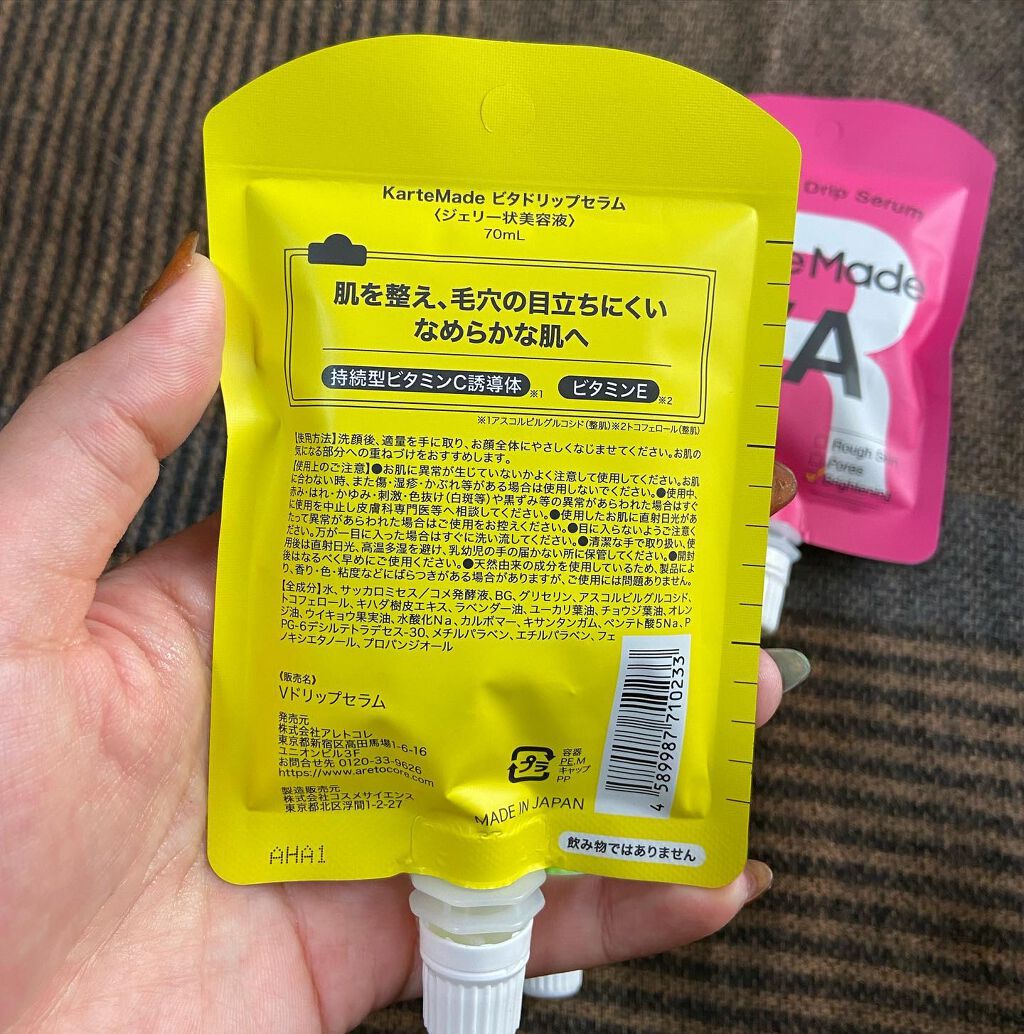 KarteMade ビタドリップセラム
〈ジェリー状美容液〉
70mL
肌を整え、毛穴の目立ちにくい
なめらかな肌へ
持続型ビタミンC誘導体 ※1 ビタミンE ※2
※1アスコルビルグルコシド(整肌)※2トコフェロール(整肌)
【使用方法】洗顔後、適量を手に取り、お顔全体にやさしくなじませてください。お肌の
気になる部分への重ねづけをおすすめします。
【使用上のご注意】●お肌に異常が生じていないかよく注意して使用してください。お肌
に合わない時、また傷・湿疹・かぶれ等がある場合は使用しないでください。●使用中、
赤み・はれ・かゆみ・刺激・色抜け(白斑等)や黒ずみ等の異常があらわれた場合はすぐ
に使用を中止し皮膚科専門医等へ相談してください。●使用したお肌に直射日光があ
たって異常があらわれた場合はご使用をお控えください。●目に入らないようご注意く
ださい。万が一目に入った場合はすぐに洗い流してください。●清潔な手で取り扱い、使
用後は直射日光、高温多湿を避け、乳幼児の手の届かない所に保管してください。●開封
後はなるべく早めにご使用ください。●天然由来の成分を使用しているため、製品によ
り、香り・色・粘度などにばらつきがある場合がありますが、ご使用には問題ありません。
【全成分】水、サッカロミセス/コメ発酵液、BG、グリセリン、アスコルビルグルコシド、
トコフェロール、キハダ樹皮エキス、ラベンダー油、ユーカリ葉油、チョウジ葉油、オレン
ジ油、ウイキョウ果実油、水酸化Na、カルボマー、キサンタンガム、ペンテト酸5Na、P
PG-6デシルテトラデセス-30、メチルパラベン、エチルパラベン、フェ
ノキシエタノール、プロパンジオール
《販売名》
Vドリップセラム
発売元
株式会社アレトコレ
東京都新宿区高田馬場1-6-16
ユニオンビル3F
お問合せ先 0120-33-9626
https://www.aretocore.com
製造販売元
株式会社コスメサイエンス
東京都北区浮間1-2-27
プラ
容器
PE,M
キャップ
PP
MADE IN JAPAN
4 589987 710233
飲み物ではありません
AHA1
Drip Serum
eMade
A
Rough Skin
Pores
Brightening